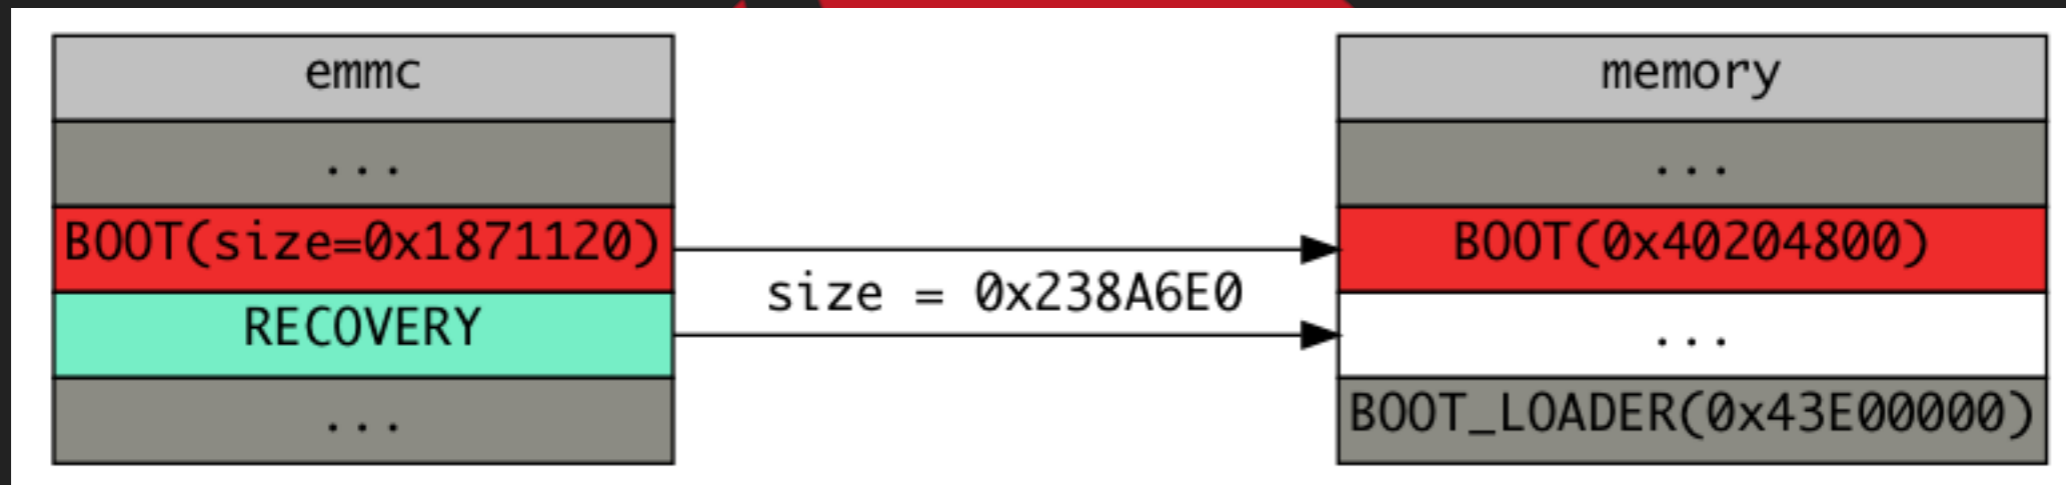 emmc
...
BOOT(size=0x1871120)
RECOVERY
...
size = 0x238A6E0
memory
...
BOOT(0x40204800)
...
BOOT_LOADER(0x43E00000)